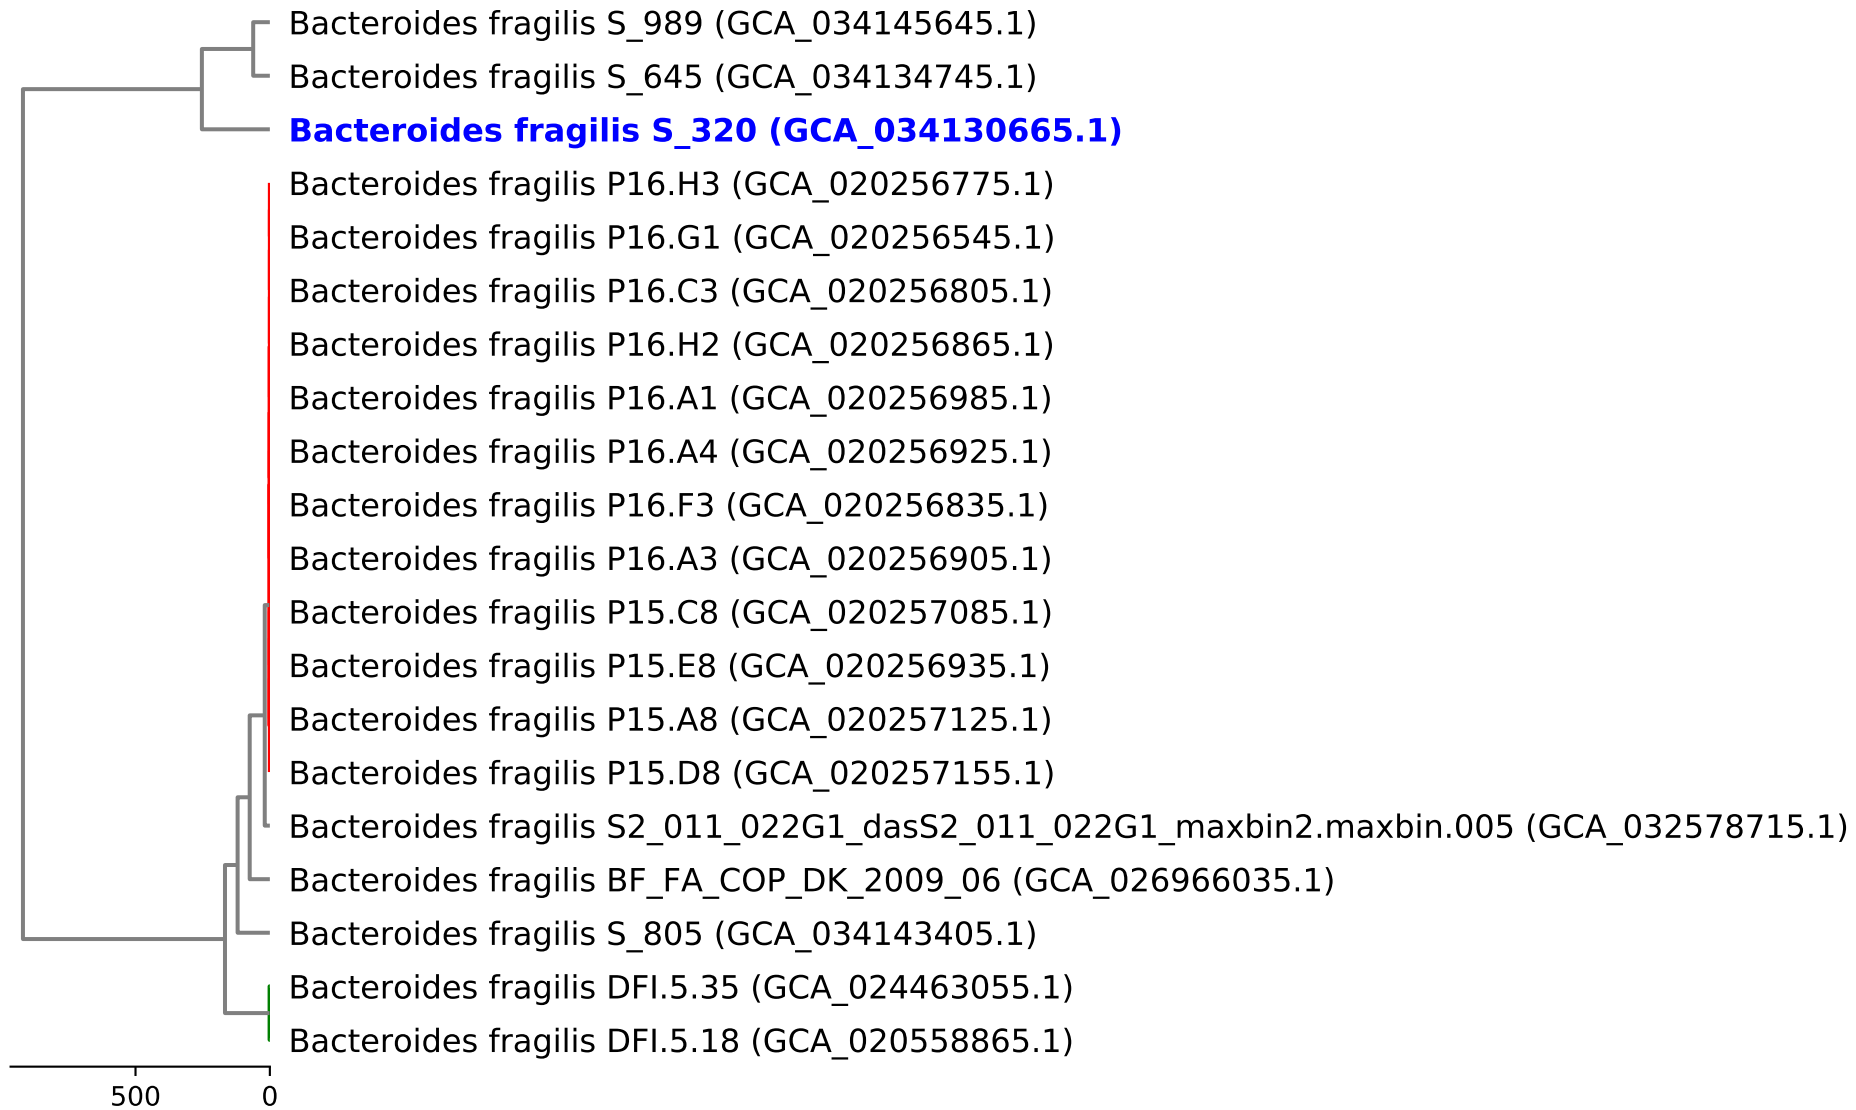 Bacteroides fragilis S_989 (GCA_034145645.1)
Bacteroides fragilis S_645 (GCA_034134745.1)
Bacteroides fragilis S_320 (GCA_034130665.1)
Bacteroides fragilis P16.H3 (GCA_020256775.1)
Bacteroides fragilis P16.G1 (GCA_020256545.1)
Bacteroides fragilis P16.C3 (GCA_020256805.1)
Bacteroides fragilis P16.H2 (GCA_020256865.1)
Bacteroides fragilis P16.A1 (GCA_020256985.1)
Bacteroides fragilis P16.A4 (GCA_020256925.1)
Bacteroides fragilis P16.F3 (GCA_020256835.1)
Bacteroides fragilis P16.A3 (GCA_020256905.1)
Bacteroides fragilis P15.C8 (GCA_020257085.1)
Bacteroides fragilis P15.E8 (GCA_020256935.1)
Bacteroides fragilis P15.A8 (GCA_020257125.1)
Bacteroides fragilis P15.D8 (GCA_020257155.1)
Bacteroides fragilis S2_011_022G1_dasS2_011_022G1_maxbin2.maxbin.005 (GCA_032578715.1)
Bacteroides fragilis BF_FA_COP_DK_2009_06 (GCA_026966035.1)
Bacteroides fragilis S_805 (GCA_034143405.1)
Bacteroides fragilis DFI.5.35 (GCA_024463055.1)
Bacteroides fragilis DFI.5.18 (GCA_020558865.1)
500 0